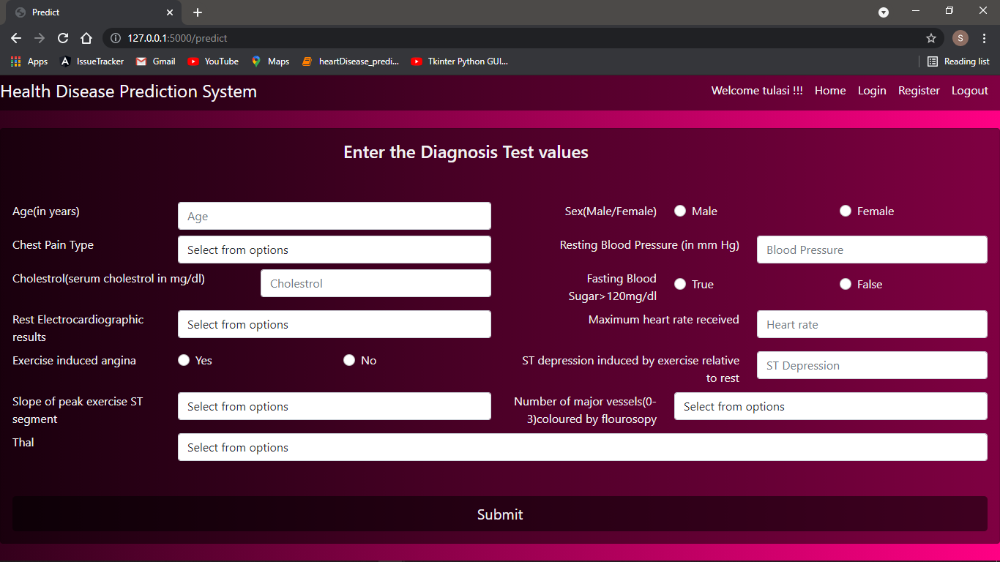 Predict
127.0.0.1:5000/predict
S
Apps IssueTracker Gmail YouTube Maps heartDisease_predi... Tkinter Python GUI... Reading list
Health Disease Prediction System Welcome tulasi !!! Home Login Register Logout
Enter the Diagnosis Test values
Age(in years) Age Sex(Male/Female) Male Female
Chest Pain Type Select from options Resting Blood Pressure (in mm Hg) Blood Pressure
Cholestrol(serum cholestrol in mg/dl) Cholestrol Fasting Blood
Sugar>120mg/dl True False
Rest Electrocardiographic
results Select from options Maximum heart rate received Heart rate
Exercise induced angina Yes No ST depression induced by exercise relative
to rest ST Depression
Slope of peak exercise ST
segment Select from options Number of major vessels(0-
3)coloured by flourosopy Select from options
Thal Select from options
Submit